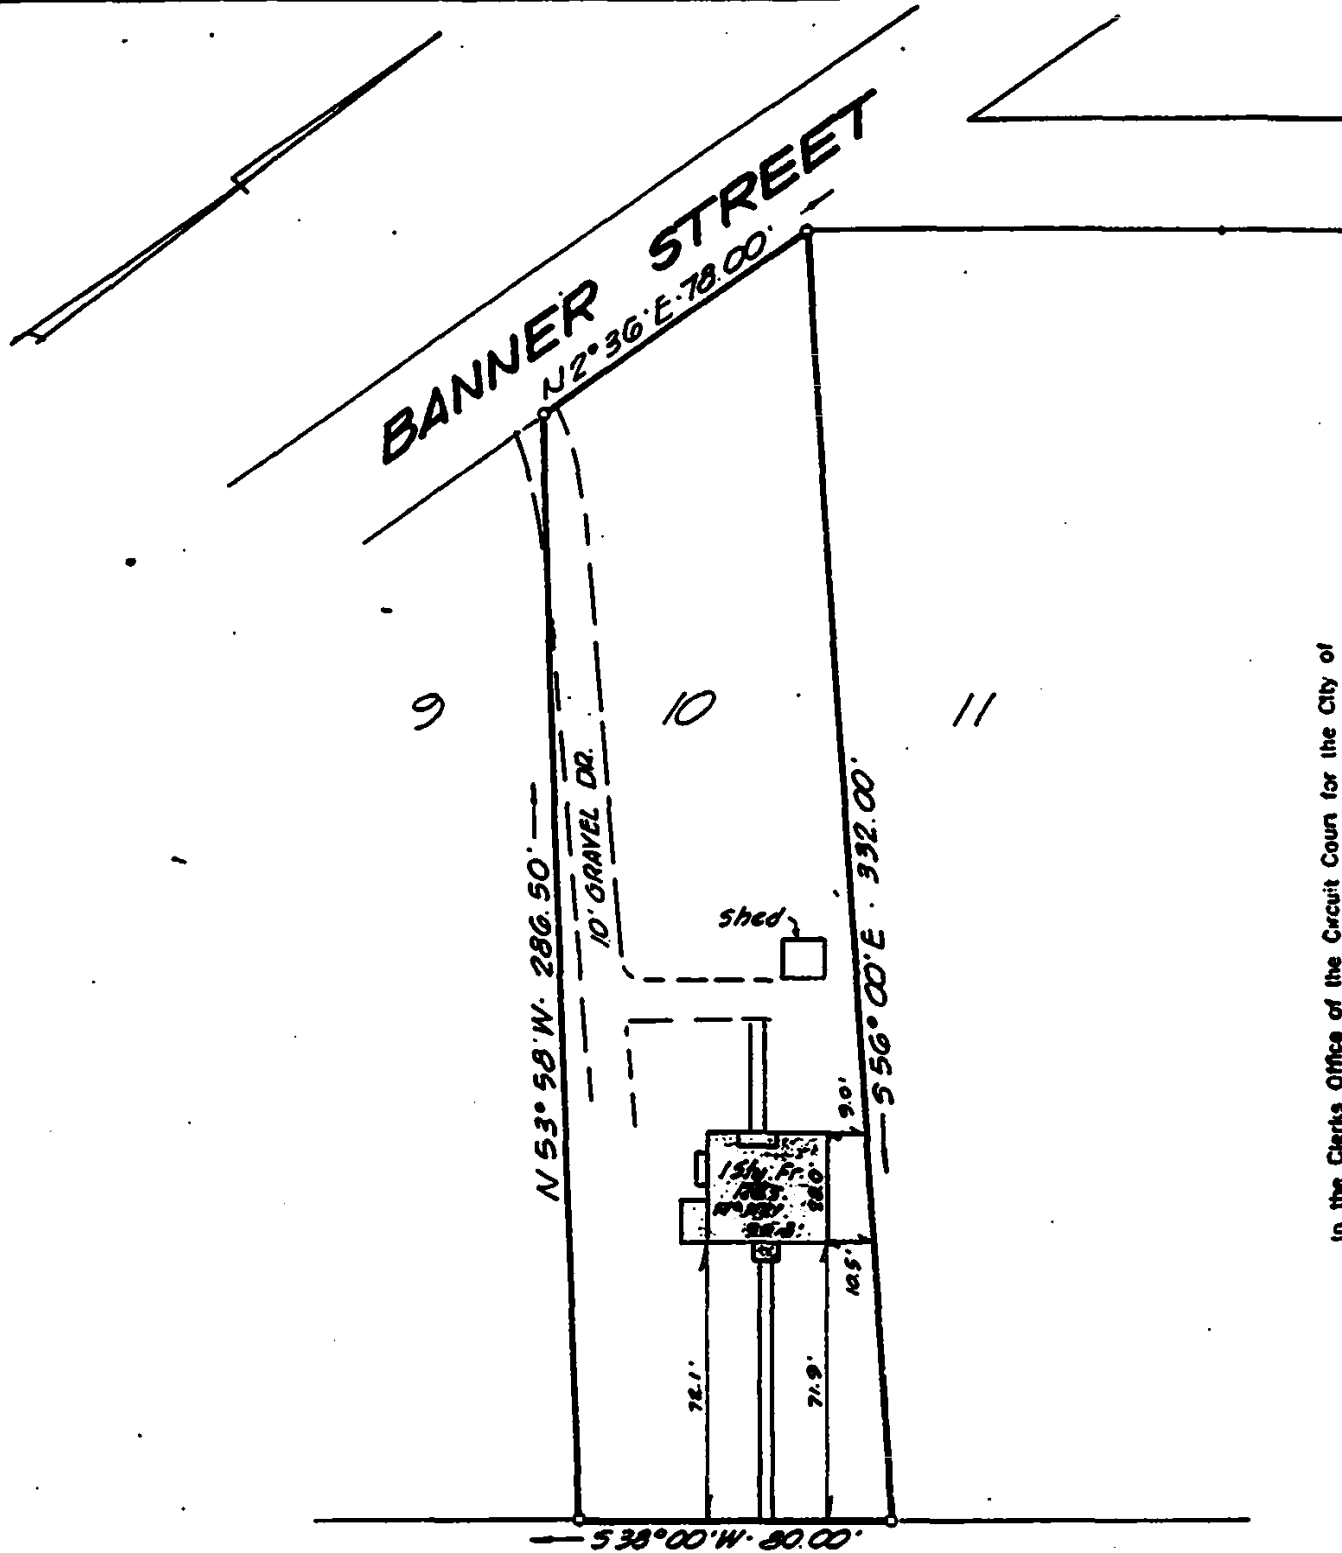 BANNER STREET
N 2° 36' E · 78.00'
9
10
11
10' GRAVEL DR.
N 53° 58' W · 286.50'
S 56° 00' E · 332.00'
shed
9.0'
1 Sty. Fr.
Res.
10.5'
72.1'
71.9'
S 38° 00' W · 80.00'
in the Clerks Office of the Circuit Court for the City of